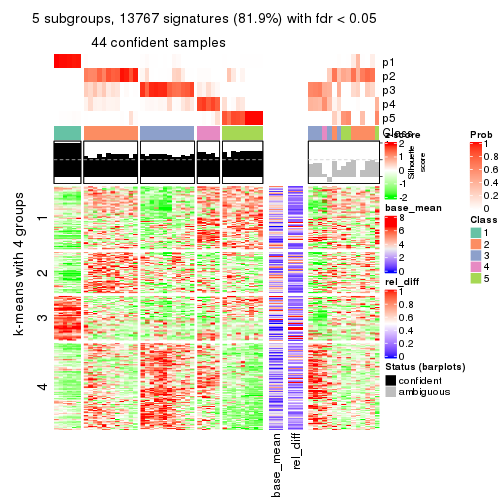 5 subgroups, 13767 signatures (81.9%) with fdr < 0.05
44 confident samples
p1
p2
p3
p4
p5
Class
z-score
2
1
0
-1
-2
Silhouette
score
Prob
1
0.8
0.6
0.4
0.2
0
base_mean
8
6
4
2
0
Class
1
2
3
4
5
rel_diff
1
0.8
0.6
0.4
0.2
0
Status (barplots)
confident
ambiguous
k-means with 4 groups
1
2
3
4
base_mean
rel_diff